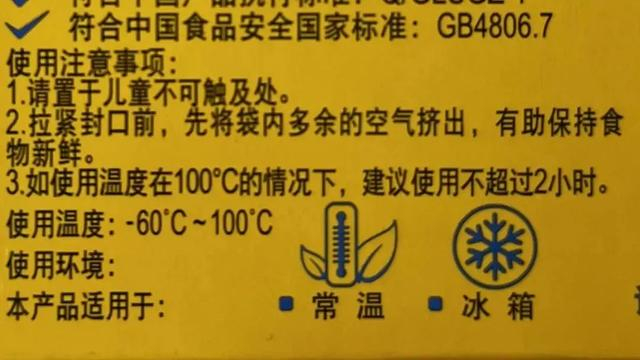 符合中国食品安全国家标准：GB4806.7
使用注意事项：
1.请置于儿童不可触及处。
2.拉紧封口前，先将袋内多余的空气挤出，有助保持食
物新鲜。
3.如使用温度在100℃的情况下，建议使用不超过2小时。
使用温度：-60℃~100℃
使用环境：
本产品适用于： 常温 冰箱